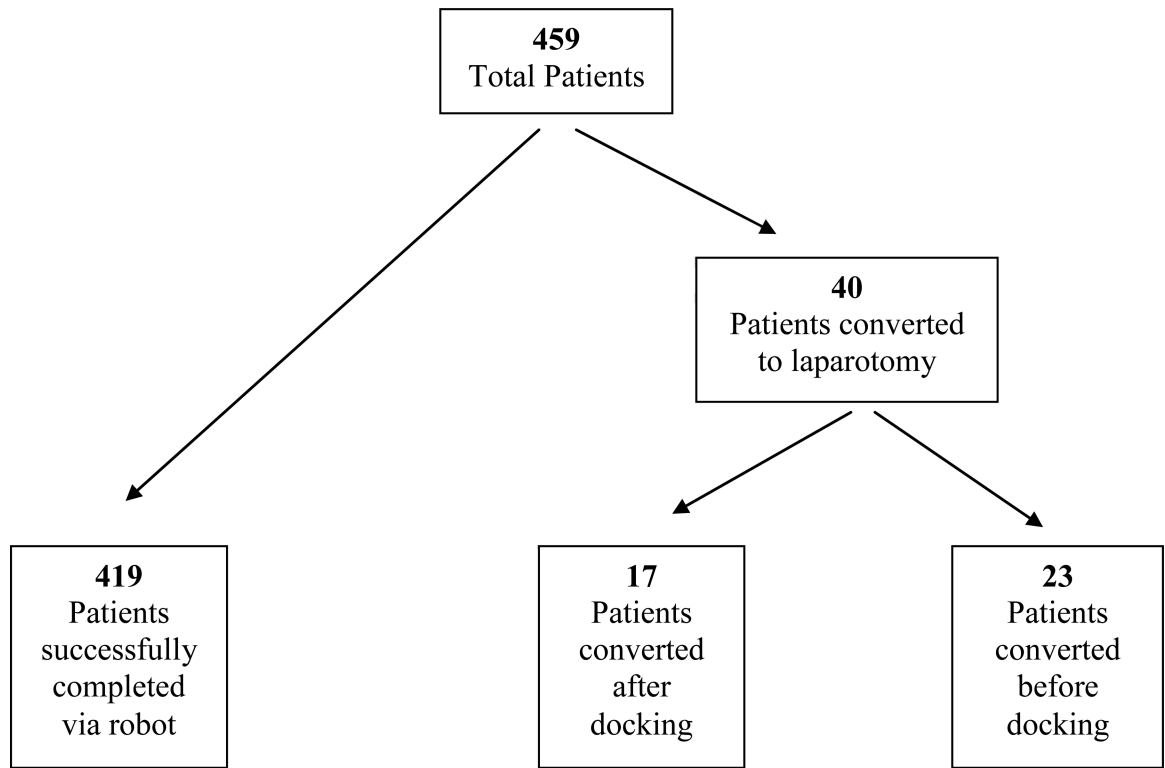 459
Total Patients
40
Patients converted
to laparotomy
419
Patients
successfully
completed
via robot
17
Patients
converted
after
docking
23
Patients
converted
before
docking